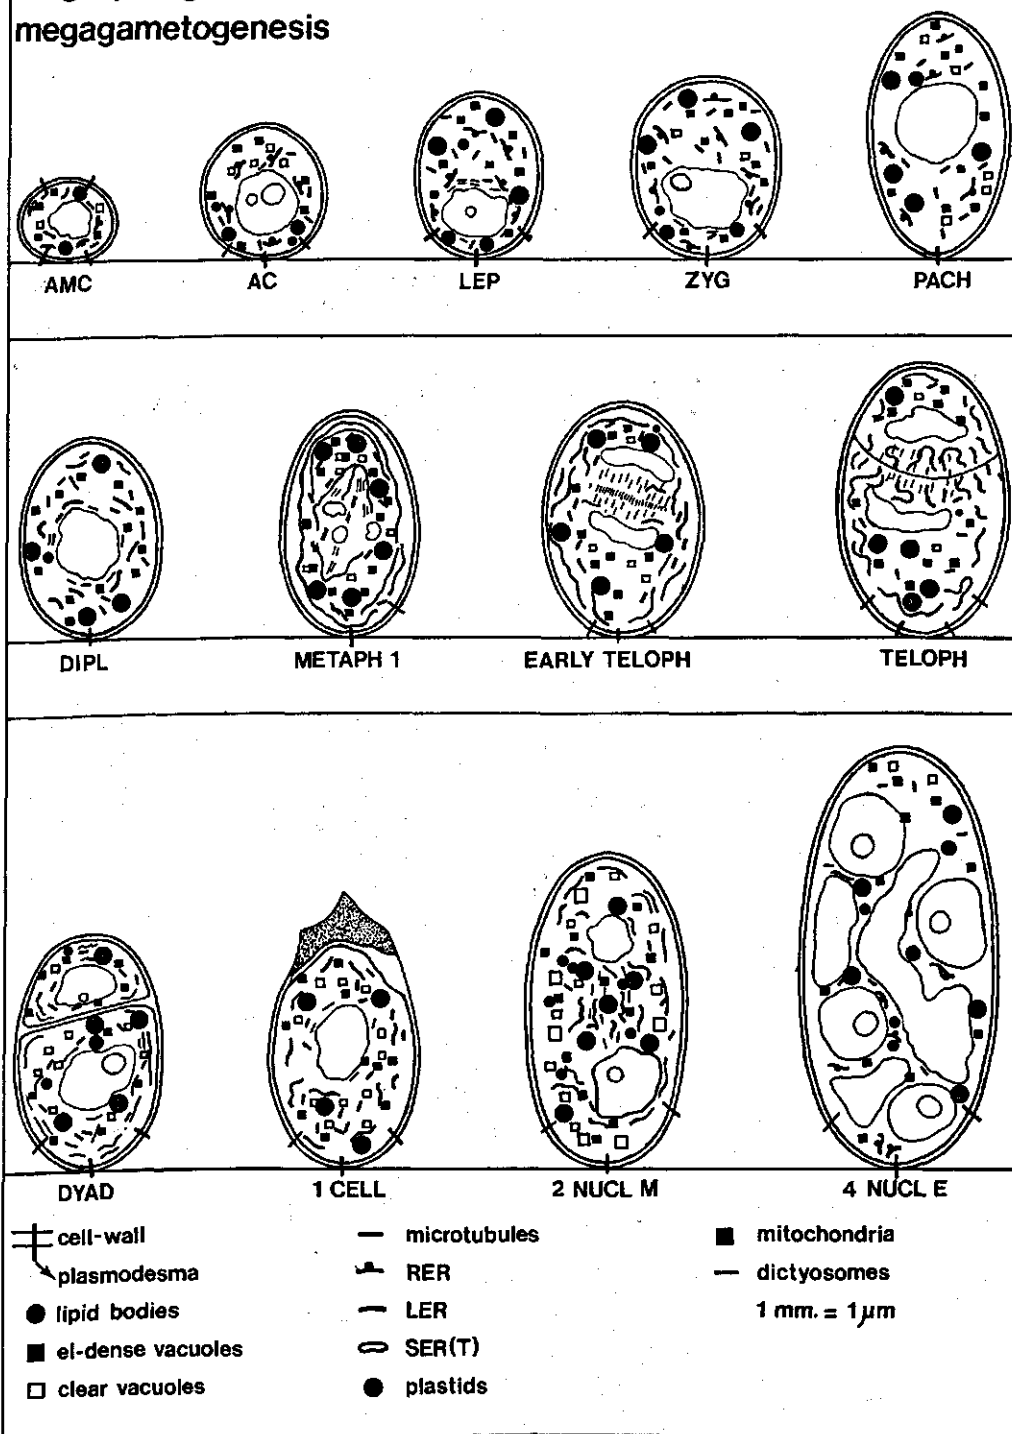 megagametogenesis
AMC
AC
LEP
ZYG
PACH
DIPL
METAPH 1
EARLY TELOPH
TELOPH
DYAD
1 CELL
2 NUCL M
4 NUCL E
cell-wall
plasmodesma
lipid bodies
el-dense vacuoles
clear vacuoles
microtubules
RER
LER
SER(T)
plastids
mitochondria
dictyosomes
1 mm. = 1µm